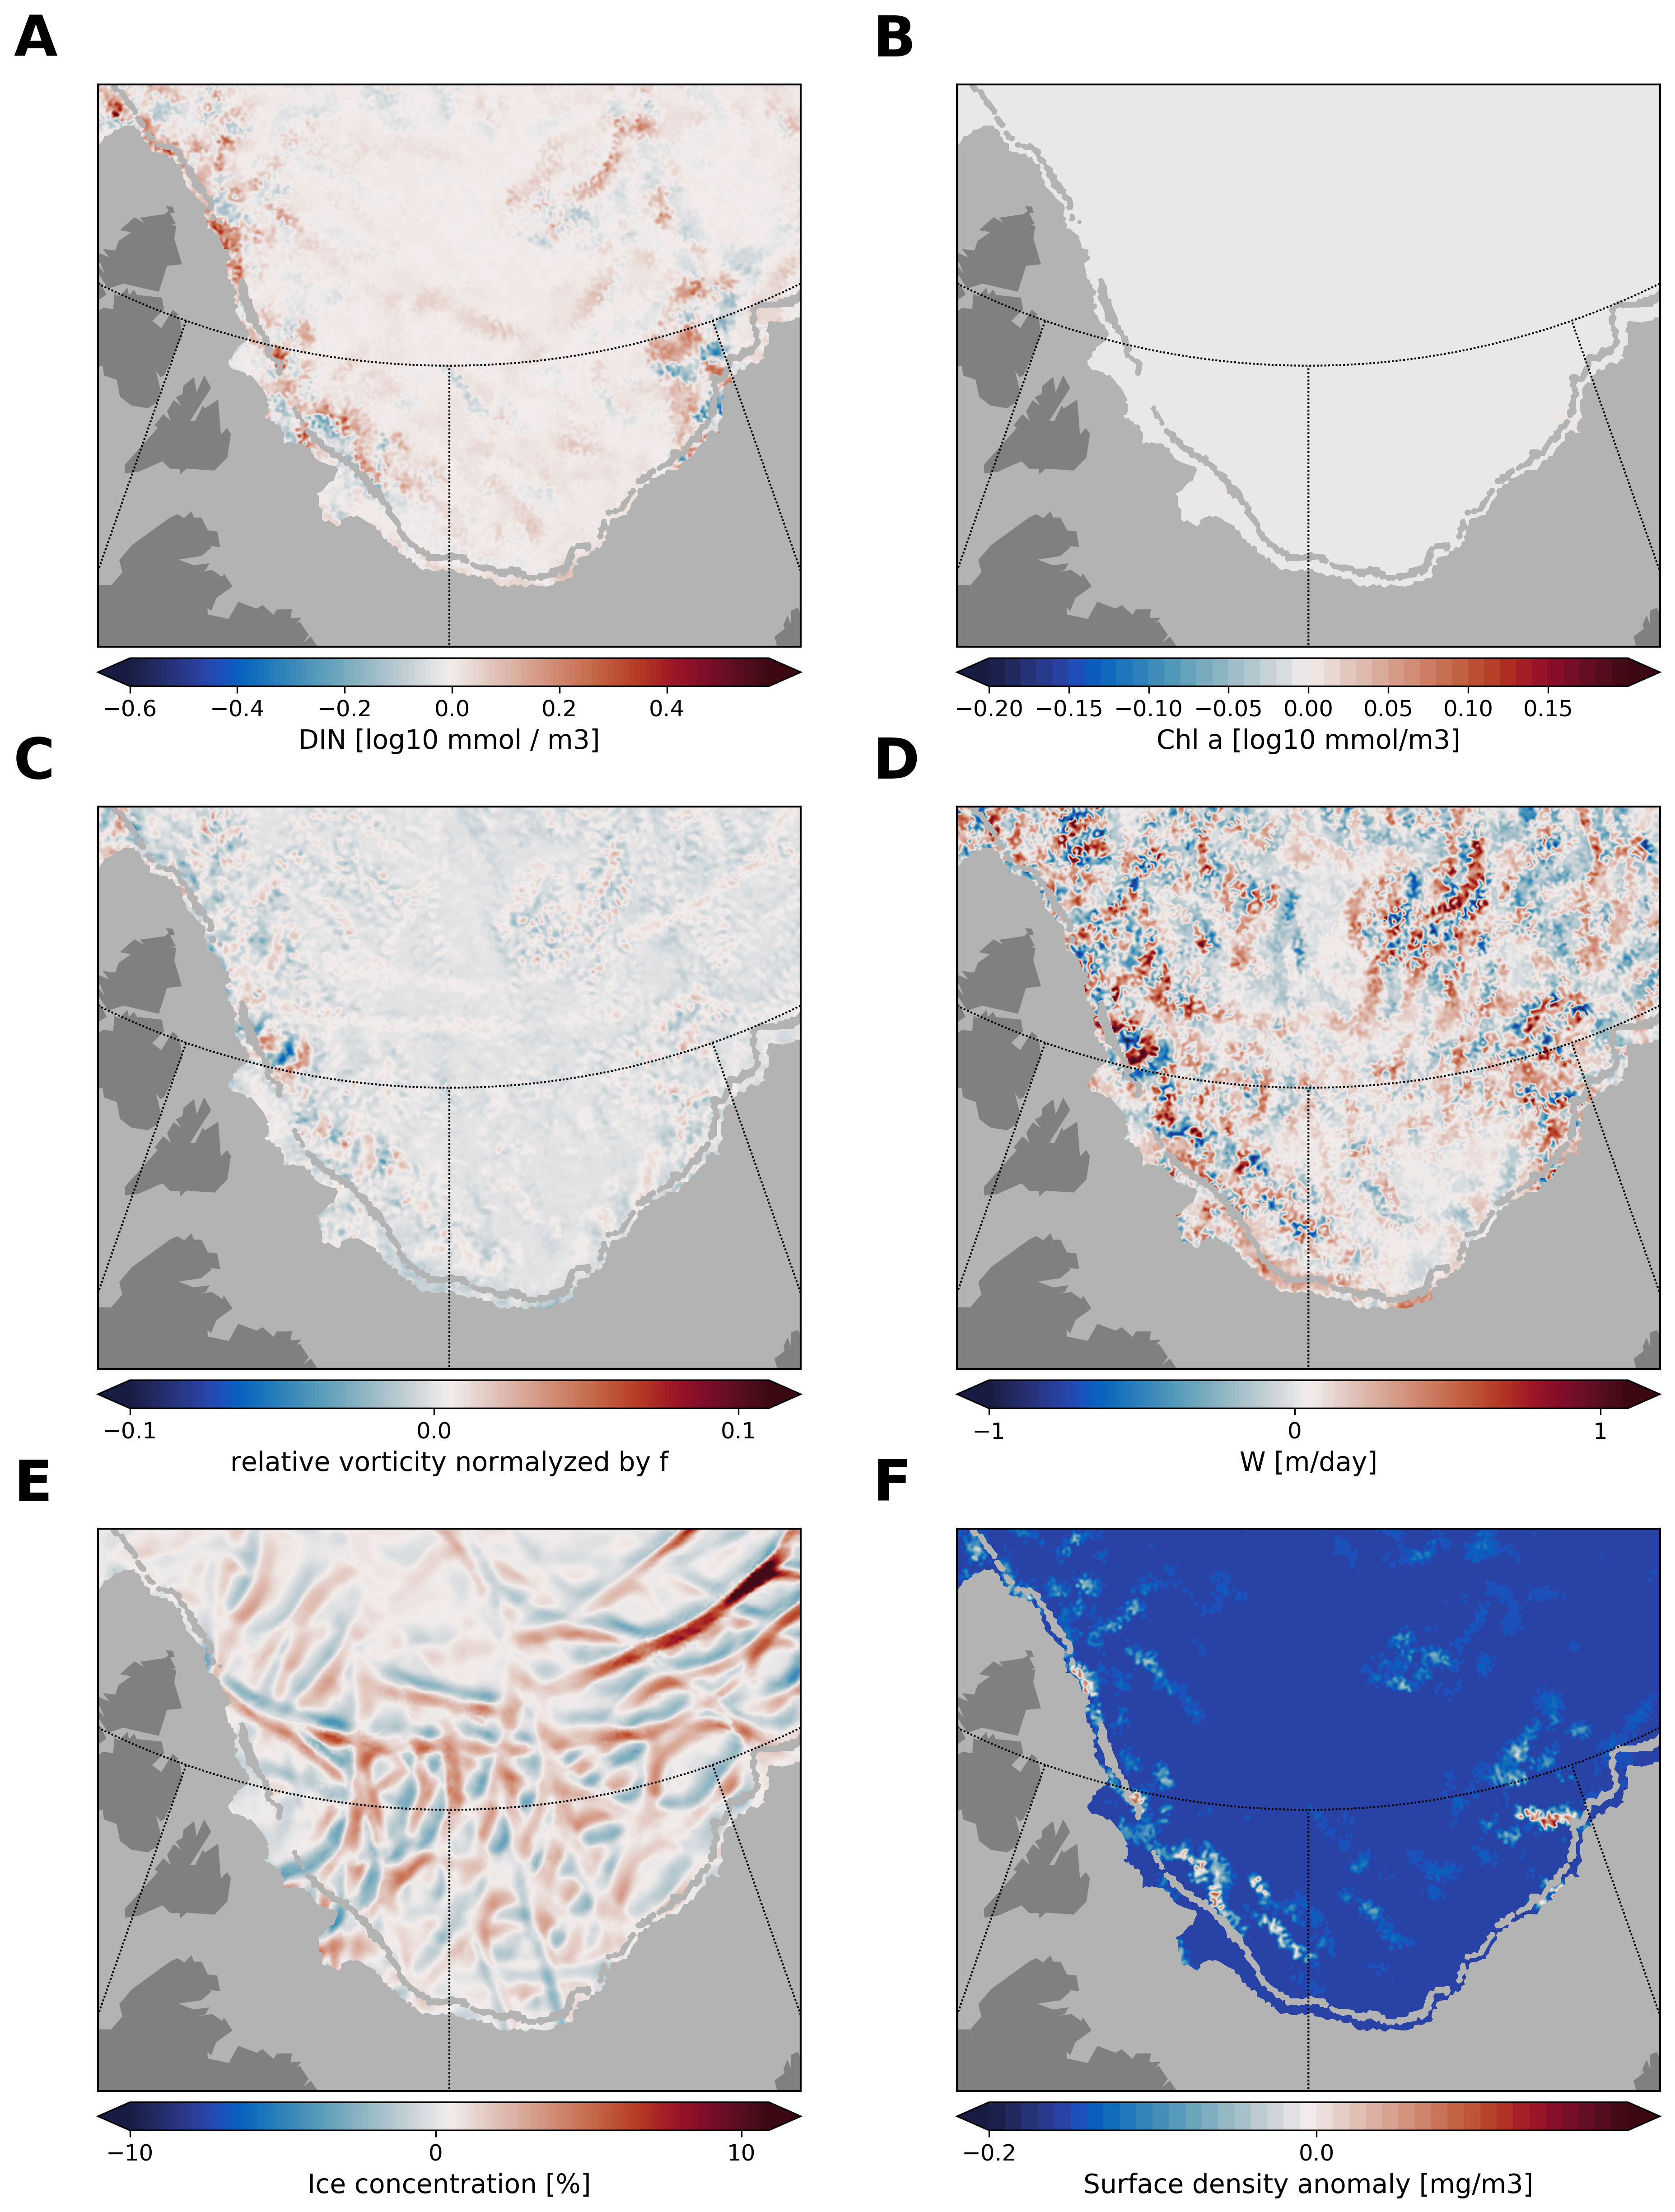 A
B
−0.6 −0.4 −0.2 0.0 0.2 0.4
DIN [log10 mmol / m3]
−0.20 −0.15 −0.10 −0.05 0.00 0.05 0.10 0.15
Chl a [log10 mmol/m3]
C
D
−0.1 0.0 0.1
relative vorticity normalyzed by f
−1 0 1
W [m/day]
E
F
−10 0 10
Ice concentration [%]
−0.2 0.0
Surface density anomaly [mg/m3]